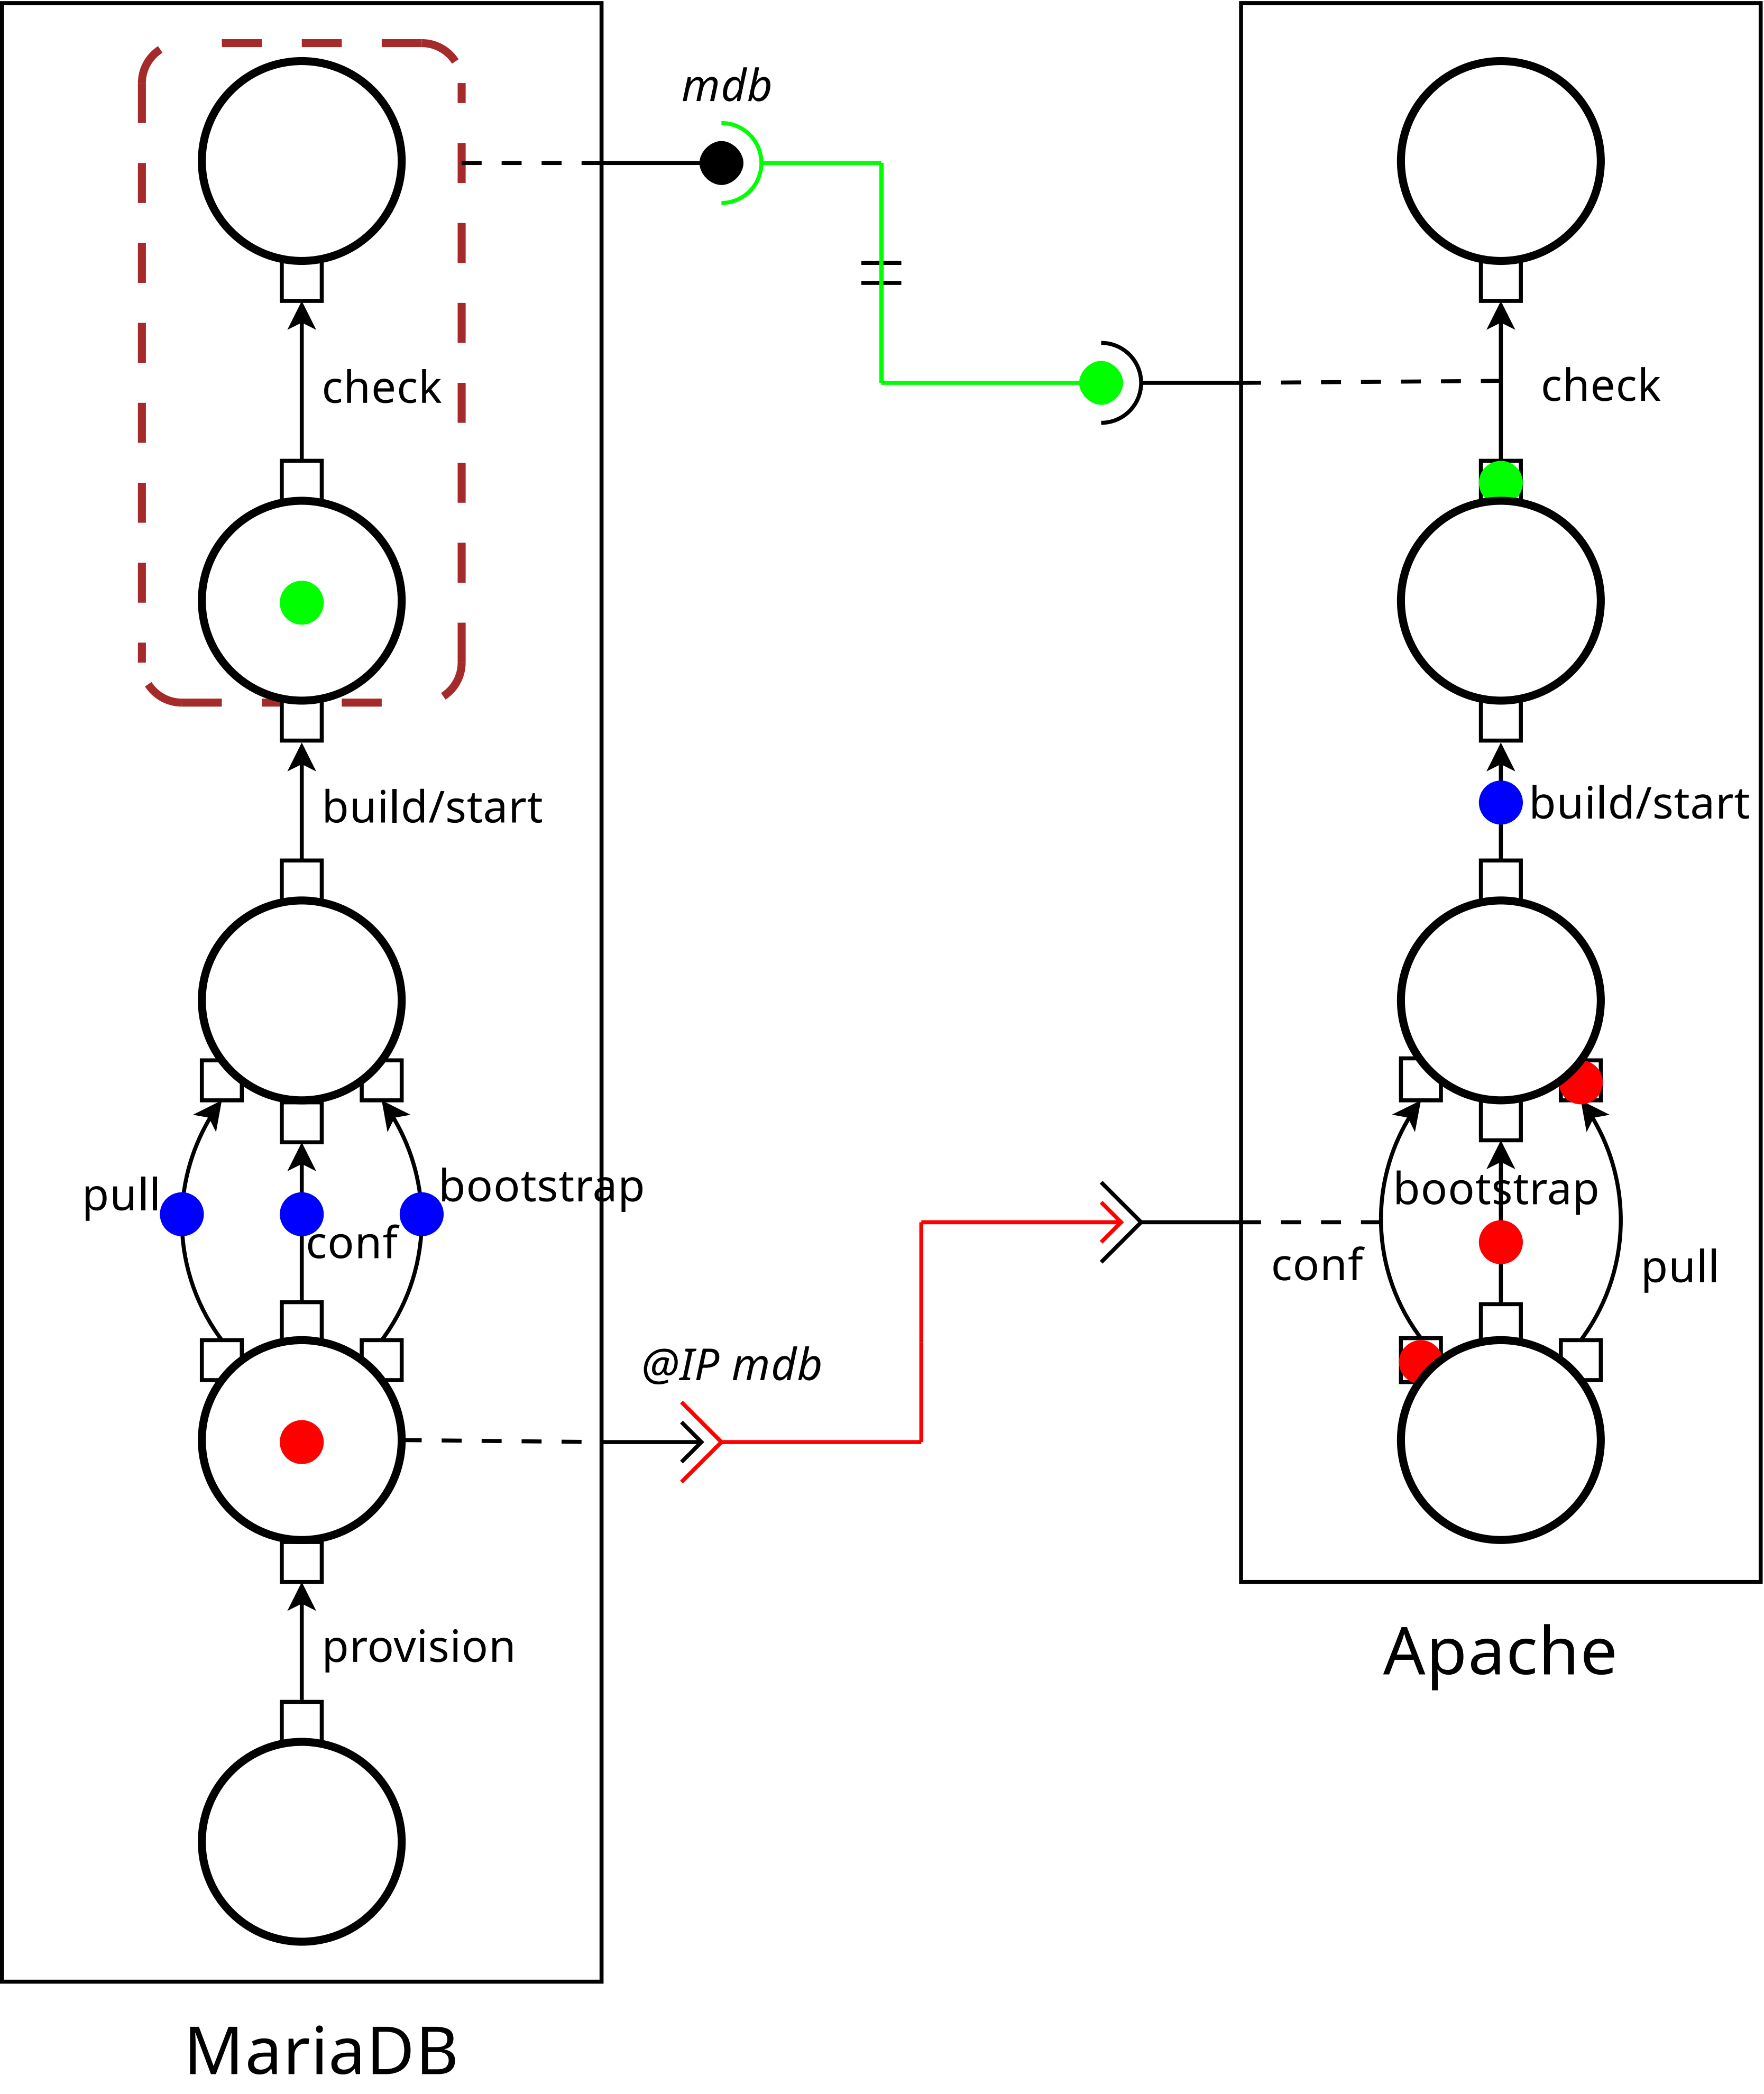 mdb
check
check
build/start
build/start
pull
bootstrap
bootstrap
conf
conf
pull
@IP mdb
provision
Apache
MariaDB